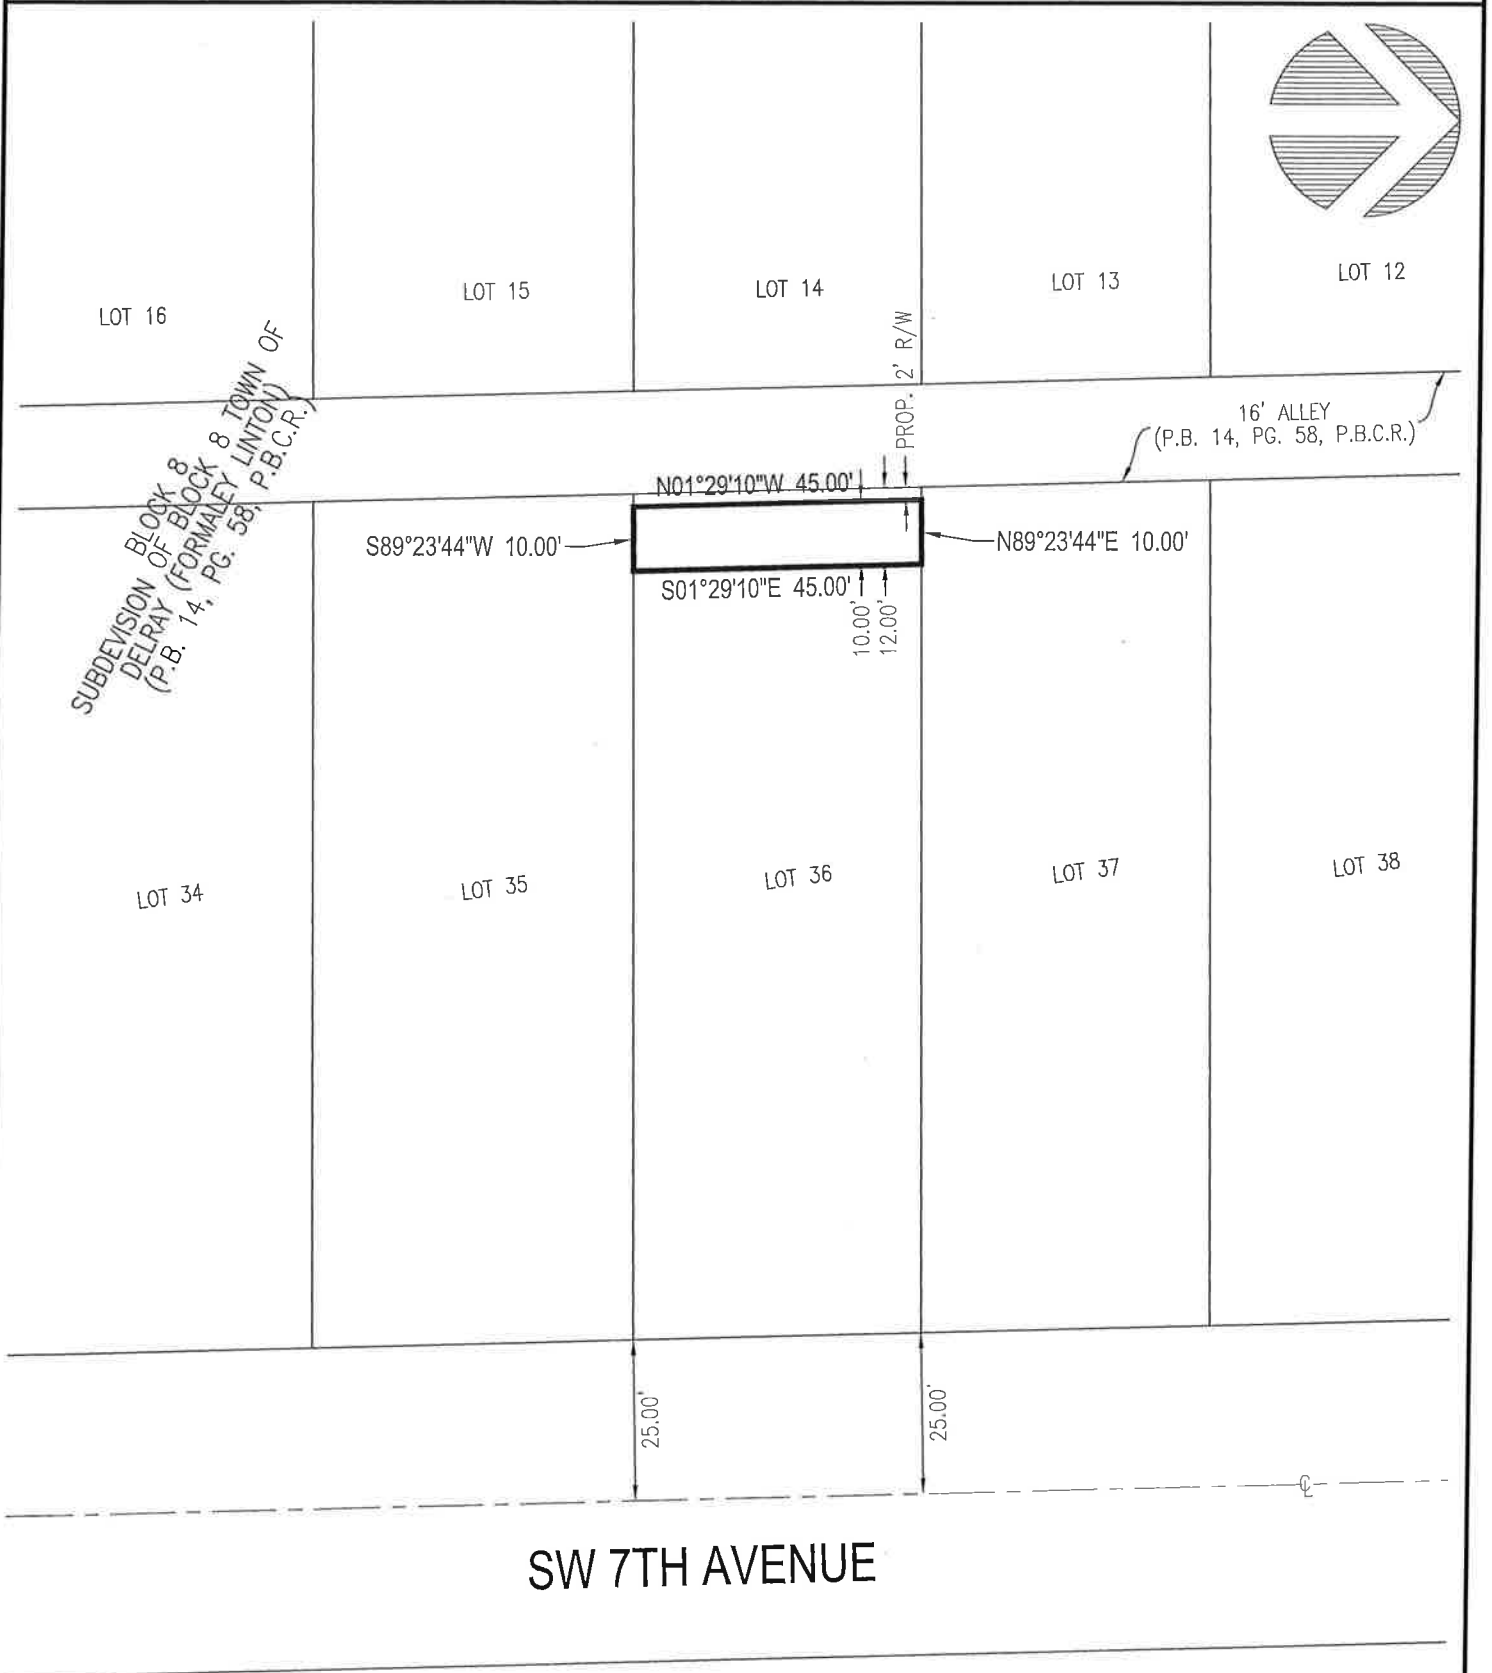 LOT 16
LOT 15
LOT 14
LOT 13
LOT 12
PROP. 2' R/W
16' ALLEY
(P.B. 14, PG. 58, P.B.C.R.)
BLOCK 8
SUBDEVISION OF BLOCK 8 TOWN OF
DELRAY (FORMALEY LINTON)
(P.B. 14, PG. 58, P.B.C.R.)
N01°29'10"W 45.00'
S89°23'44"W 10.00'
N89°23'44"E 10.00'
S01°29'10"E 45.00'
10.00'
12.00'
LOT 34
LOT 35
LOT 36
LOT 37
LOT 38
25.00'
25.00'
℄
SW 7TH AVENUE